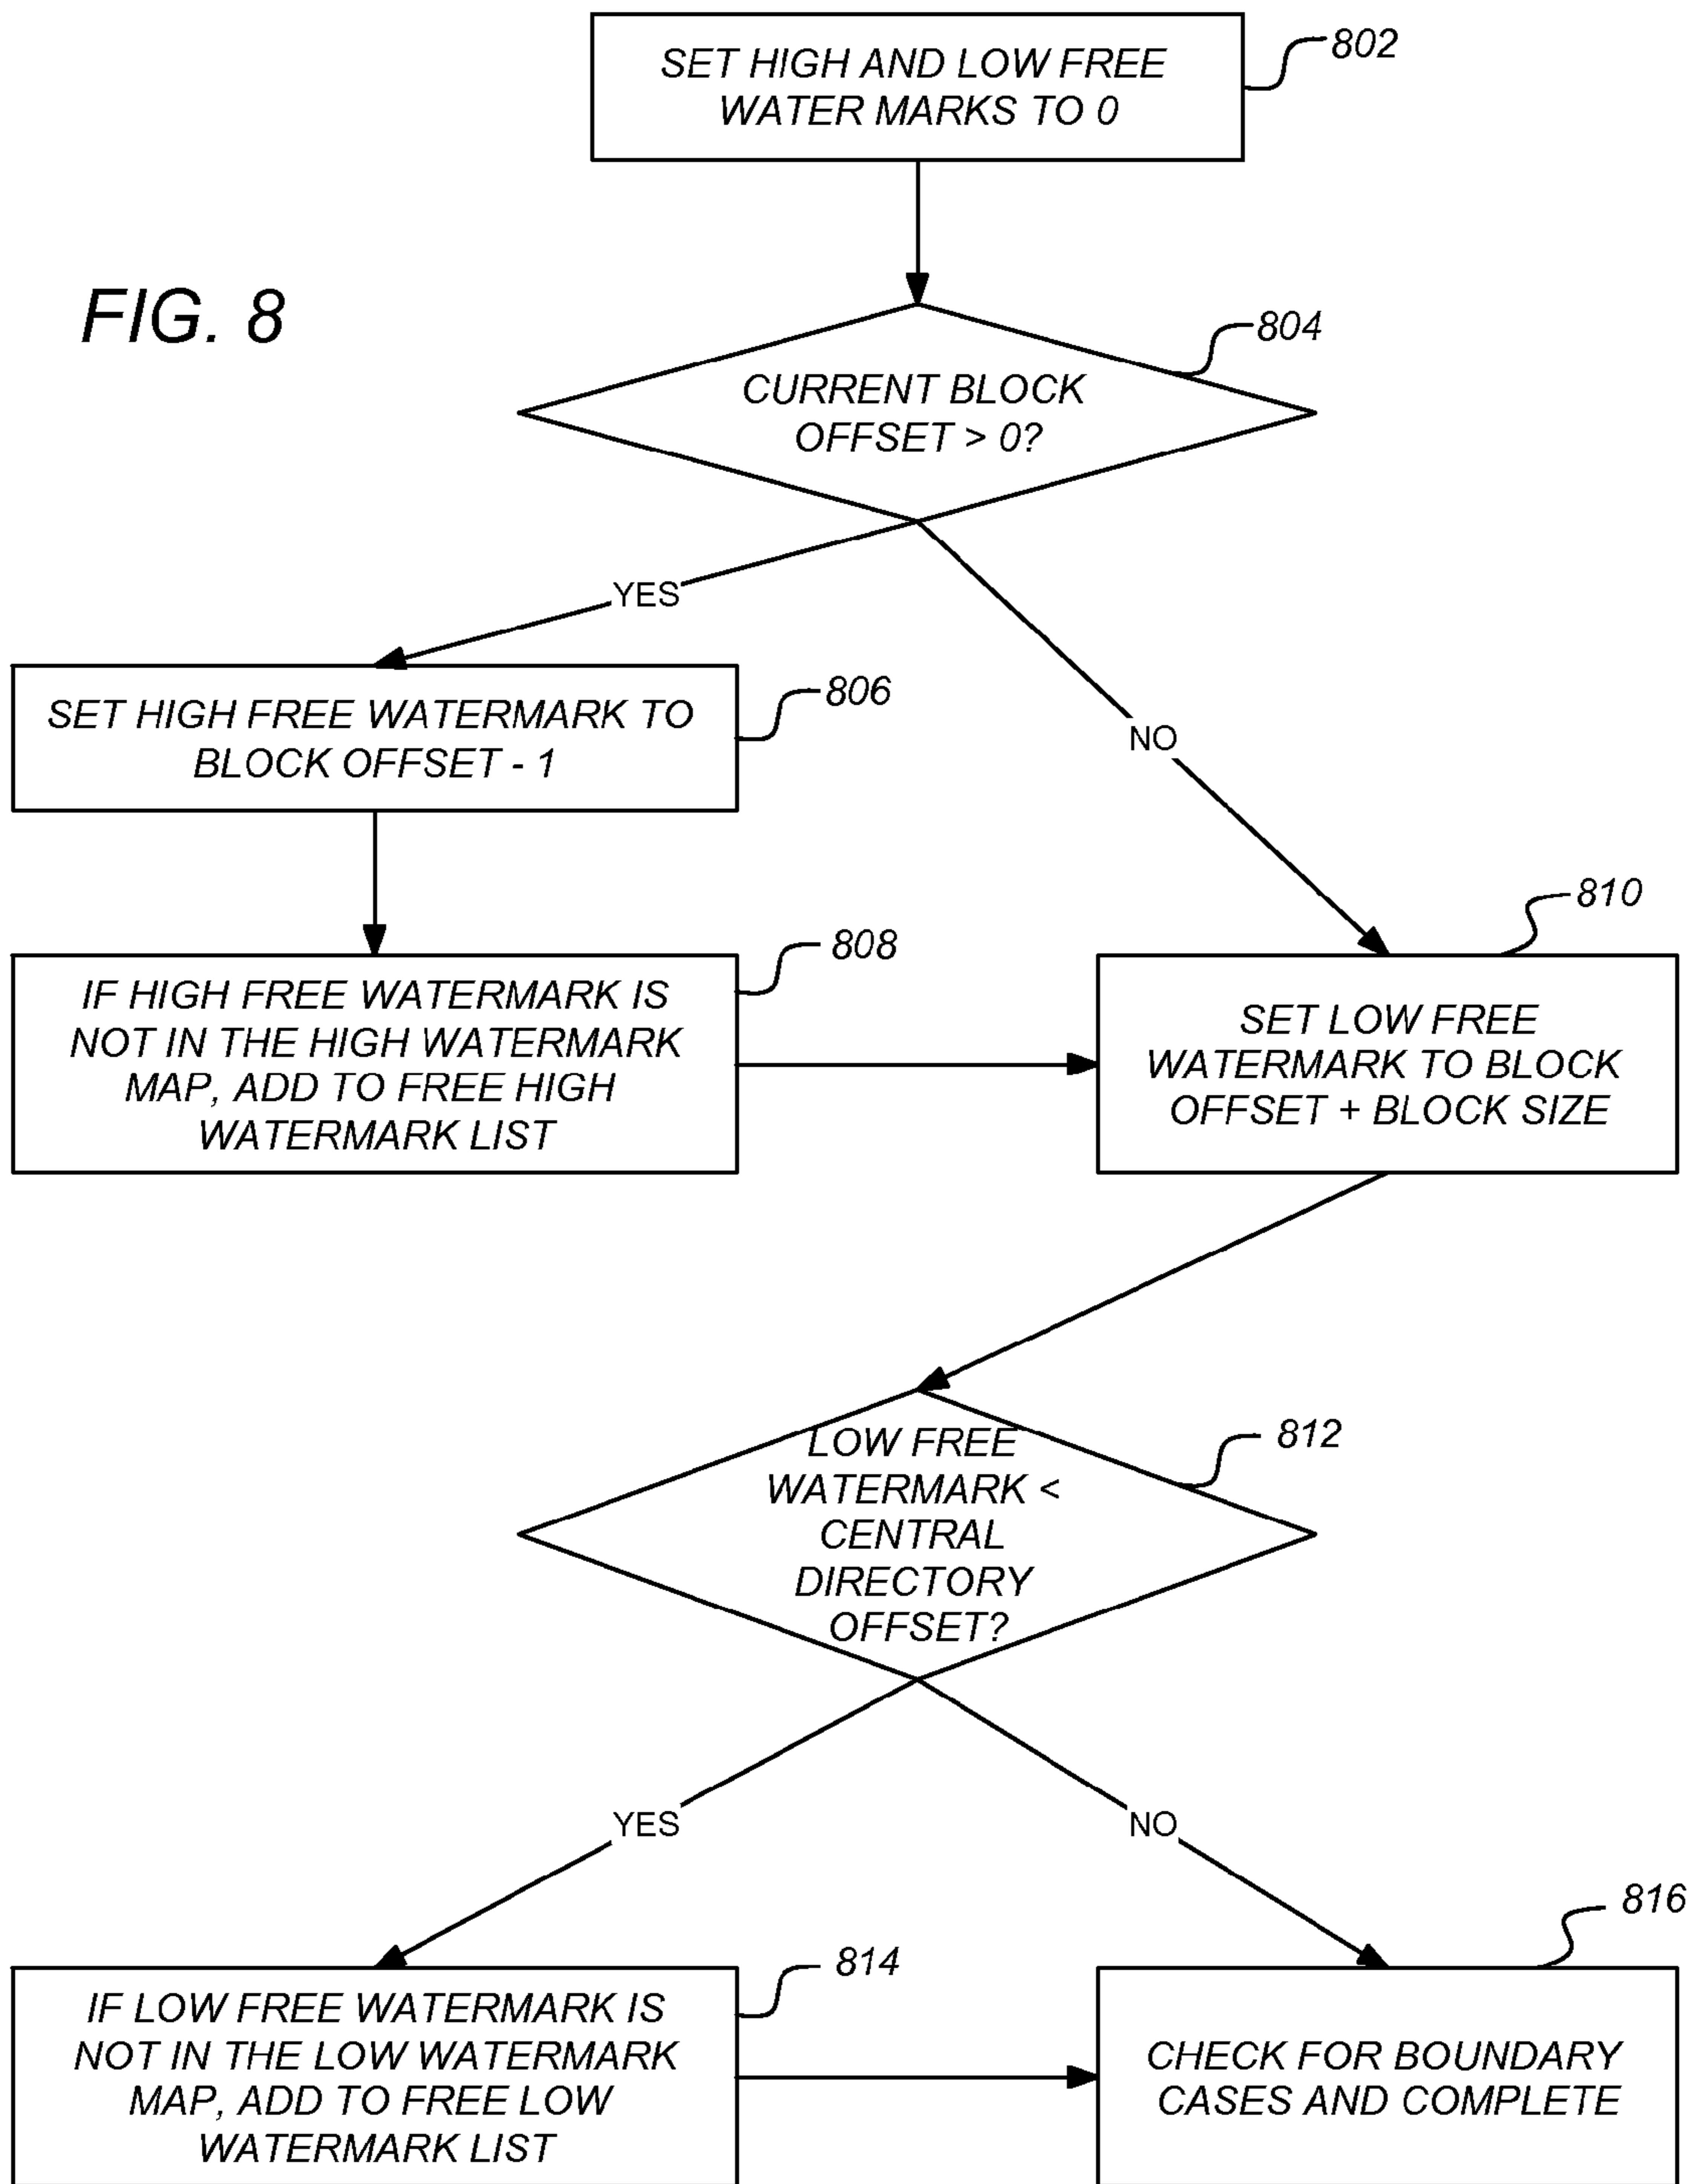 SET HIGH AND LOW FREE
WATER MARKS TO 0
802
FIG. 8
804
CURRENT BLOCK
OFFSET > 0?
YES
NO
806
SET HIGH FREE WATERMARK TO
BLOCK OFFSET - 1
808
IF HIGH FREE WATERMARK IS
NOT IN THE HIGH WATERMARK
MAP, ADD TO FREE HIGH
WATERMARK LIST
810
SET LOW FREE
WATERMARK TO BLOCK
OFFSET + BLOCK SIZE
812
LOW FREE
WATERMARK <
CENTRAL
DIRECTORY
OFFSET?
YES
NO
814
IF LOW FREE WATERMARK IS
NOT IN THE LOW WATERMARK
MAP, ADD TO FREE LOW
WATERMARK LIST
816
CHECK FOR BOUNDARY
CASES AND COMPLETE